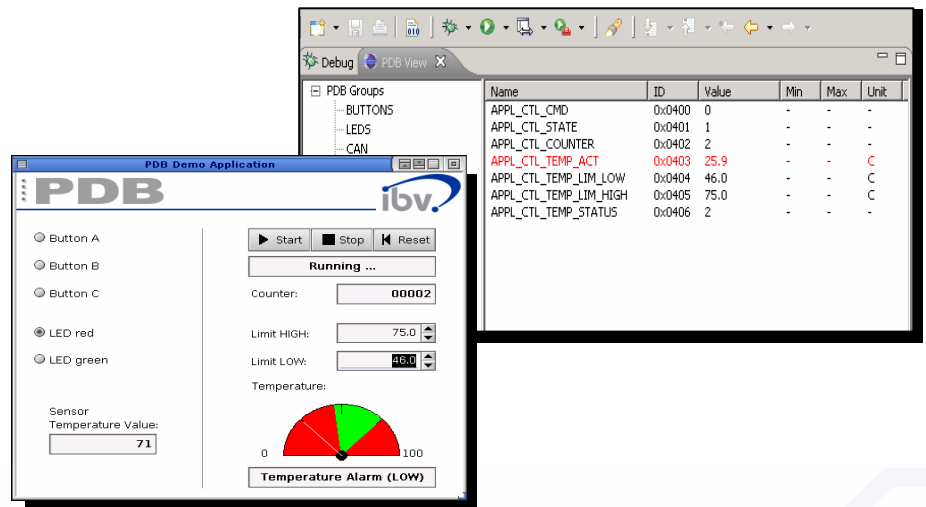 Debug PDB View
PDB Groups
BUTTONS
LEDS
CAN
Name ID Value Min Max Unit
APPL_CTL_CMD 0x0400 0 - - -
APPL_CTL_STATE 0x0401 1 - - -
APPL_CTL_COUNTER 0x0402 2 - - -
APPL_CTL_TEMP_ACT 0x0403 25.9 - - C
APPL_CTL_TEMP_LIM_LOW 0x0404 46.0 - - C
APPL_CTL_TEMP_LIM_HIGH 0x0405 75.0 - - C
APPL_CTL_TEMP_STATUS 0x0406 2 - - -
PDB Demo Application
PDB ibv
Button A
Button B
Button C
LED red
LED green
Sensor
Temperature Value:
71
Start Stop Reset
Running ...
Counter: 00002
Limit HIGH: 75.0
Limit LOW: 46.0
Temperature:
0 100
Temperature Alarm (LOW)